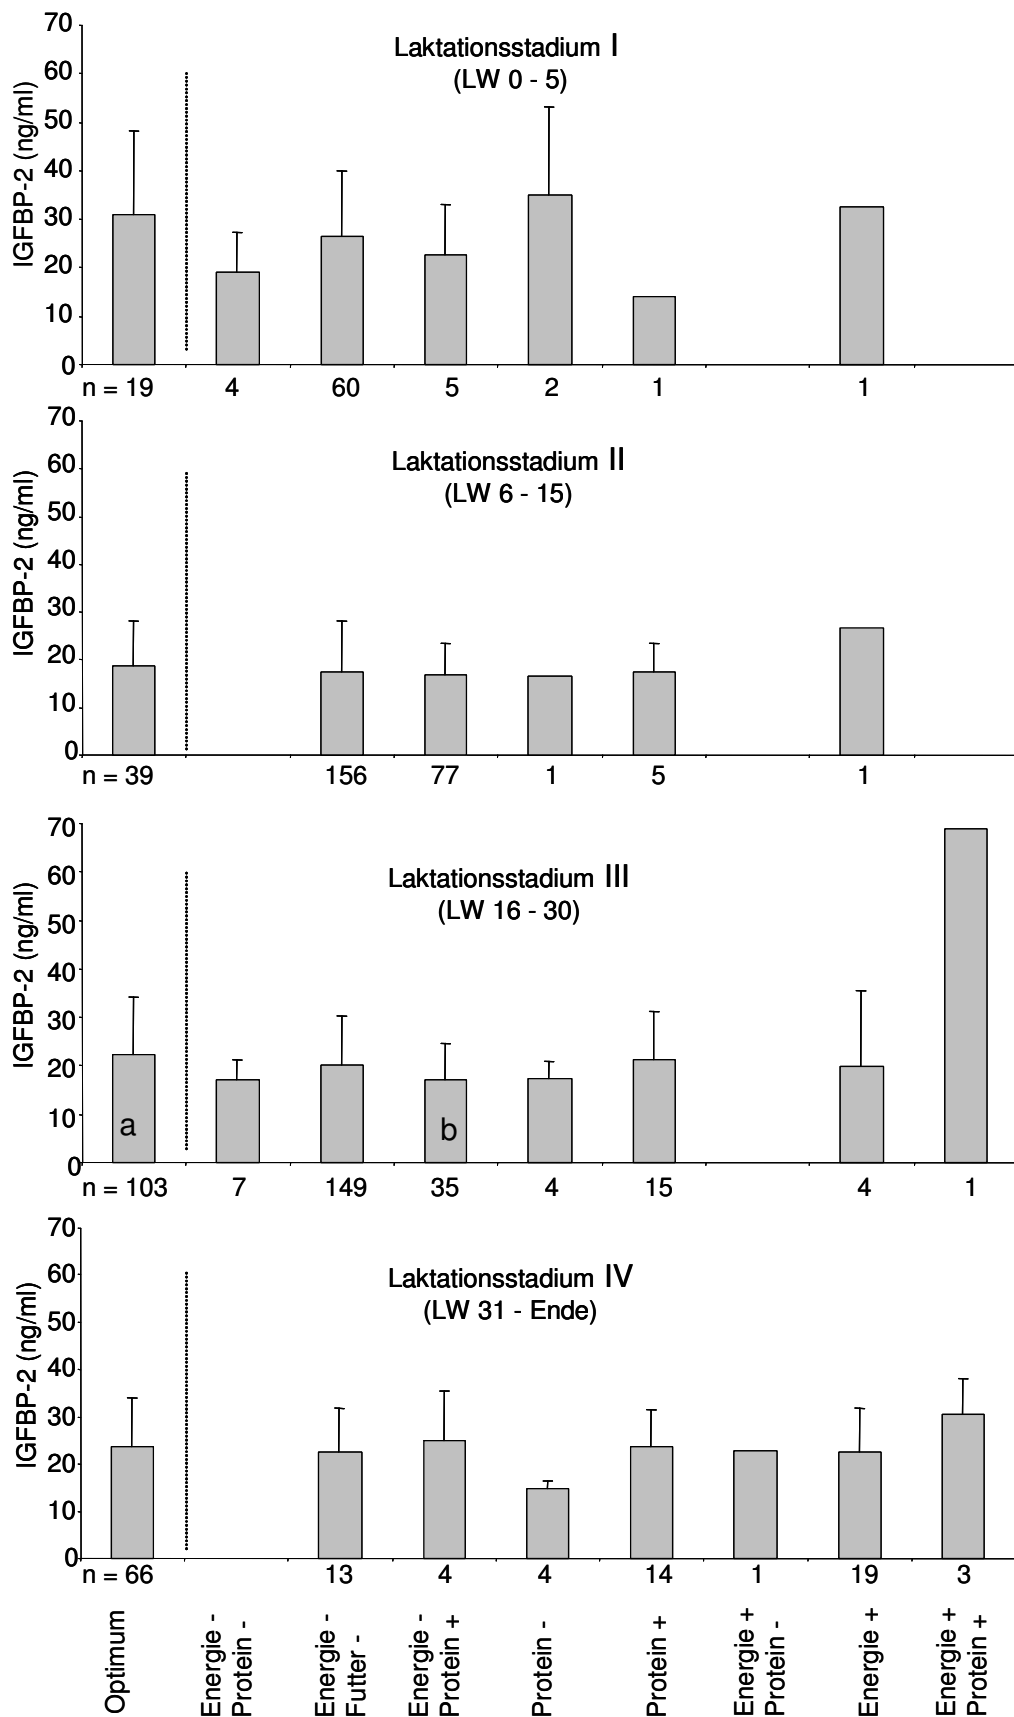 70
Laktationsstadium I
(LW 0 - 5)
60
50
40
30
20
10
0
IGFBP-2 (ng/ml)
n = 19 4 60 5 2 1 1
70
Laktationsstadium II
(LW 6 - 15)
60
50
40
30
20
10
0
IGFBP-2 (ng/ml)
n = 39 156 77 1 5 1
70
Laktationsstadium III
(LW 16 - 30)
60
50
40
30
20
10
0
IGFBP-2 (ng/ml)
a b
n = 103 7 149 35 4 15 4 1
70
Laktationsstadium IV
(LW 31 - Ende)
60
50
40
30
20
10
0
IGFBP-2 (ng/ml)
n = 66 13 4 4 14 1 19 3
Optimum
Energie -
Protein -
Energie -
Futter -
Energie -
Protein +
Protein -
Protein +
Energie +
Protein -
Energie +
Energie +
Protein +